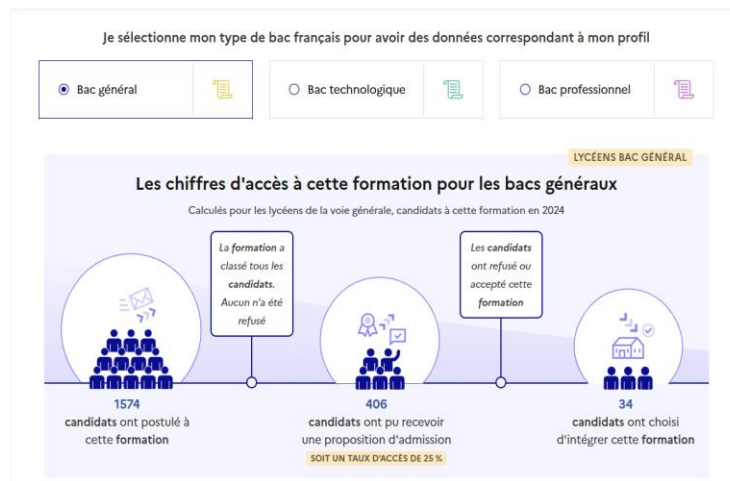 Je sélectionne mon type de bac français pour avoir des données correspondant à mon profil
Bac général
Bac technologique
Bac professionnel
LYCÉENS BAC GÉNÉRAL
Les chiffres d'accès à cette formation pour les bacs généraux
Calculés pour les lycéens de la voie générale, candidats à cette formation en 2024
La formation a
classé tous les
candidats.
Aucun n'a été
refusé
Les candidats
ont refusé ou
accepté cette
formation
1574
candidats ont postulé à
cette formation
406
candidats ont pu recevoir
une proposition d'admission
SOIT UN TAUX D'ACCÈS DE 25 %
34
candidats ont choisi
d'intégrer cette formation